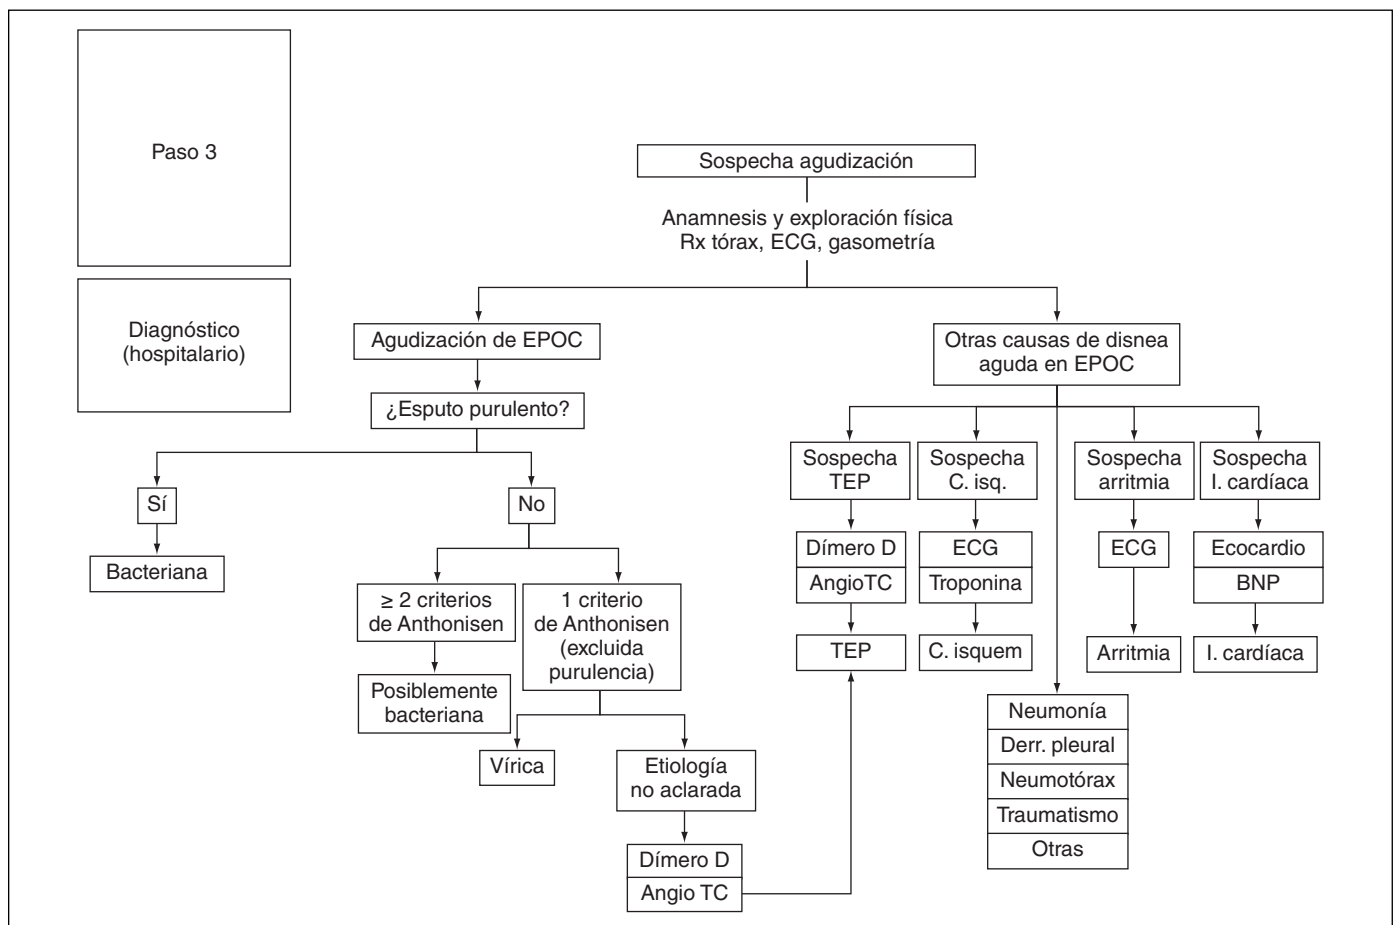 Paso 3
Diagnóstico
(hospitalario)
Sospecha agudización
Anamnesis y exploración física
Rx tórax, ECG, gasometría
Agudización de EPOC
¿Esputo purulento?
Sí
Bacteriana
No
≥ 2 criterios
de Anthonisen
Posiblemente
bacteriana
1 criterio
de Anthonisen
(excluida
purulencia)
Vírica
Etiología
no aclarada
Dímero D
Angio TC
Otras causas de disnea
aguda en EPOC
Sospecha
TEP
Dímero D
AngioTC
TEP
Sospecha
C. isq.
ECG
Troponina
C. isquem
Sospecha
arritmia
ECG
Arritmia
Sospecha
I. cardíaca
Ecocardio
BNP
I. cardíaca
Neumonía
Derr. pleural
Neumotórax
Traumatismo
Otras